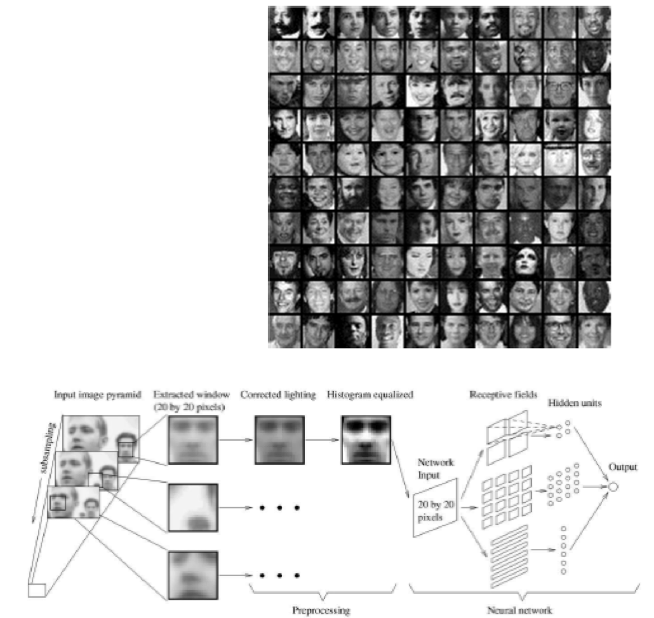 Input image pyramid
Extracted window
(20 by 20 pixels)
Corrected lighting
Histogram equalized
Receptive fields
Hidden units
subsampling
Network
Input
20 by 20
pixels
Output
Preprocessing
Neural network